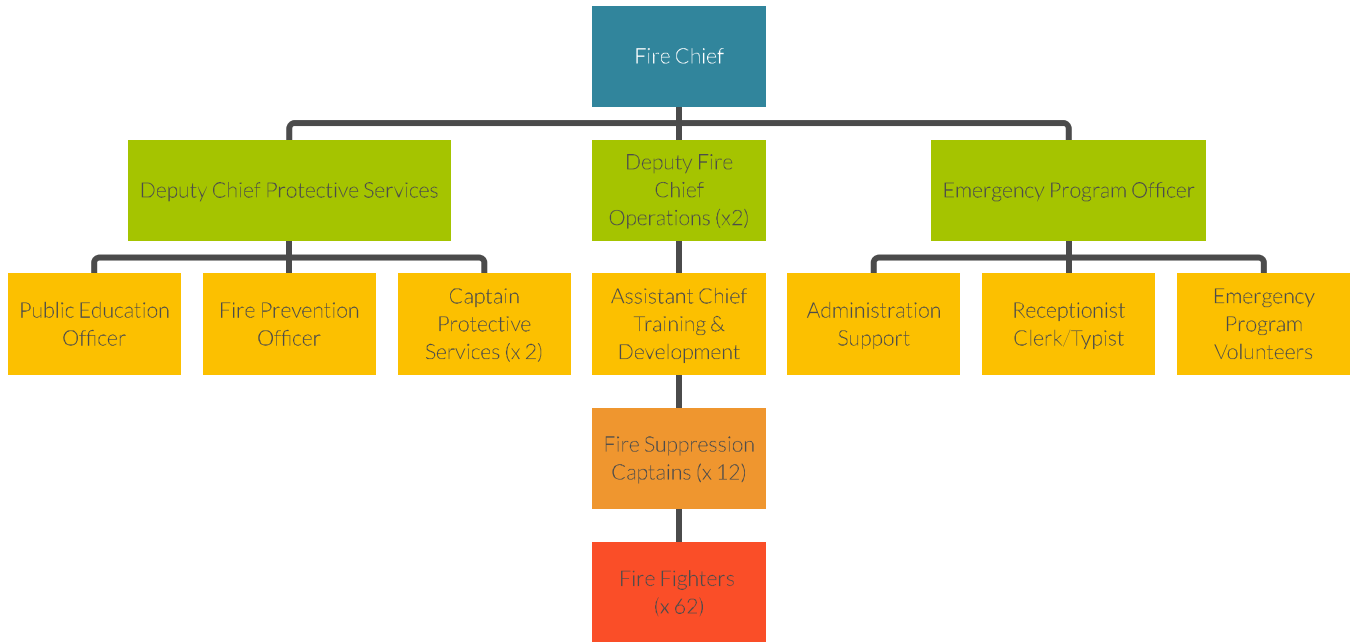 Fire Chief
Deputy Chief Protective Services
Deputy Fire
Chief
Operations (x2)
Emergency Program Officer
Public Education
Officer
Fire Prevention
Officer
Captain
Protective
Services (x 2)
Assistant Chief
Training &
Development
Administration
Support
Receptionist
Clerk/Typist
Emergency
Program
Volunteers
Fire Suppression
Captains (x 12)
Fire Fighters
(x 62)